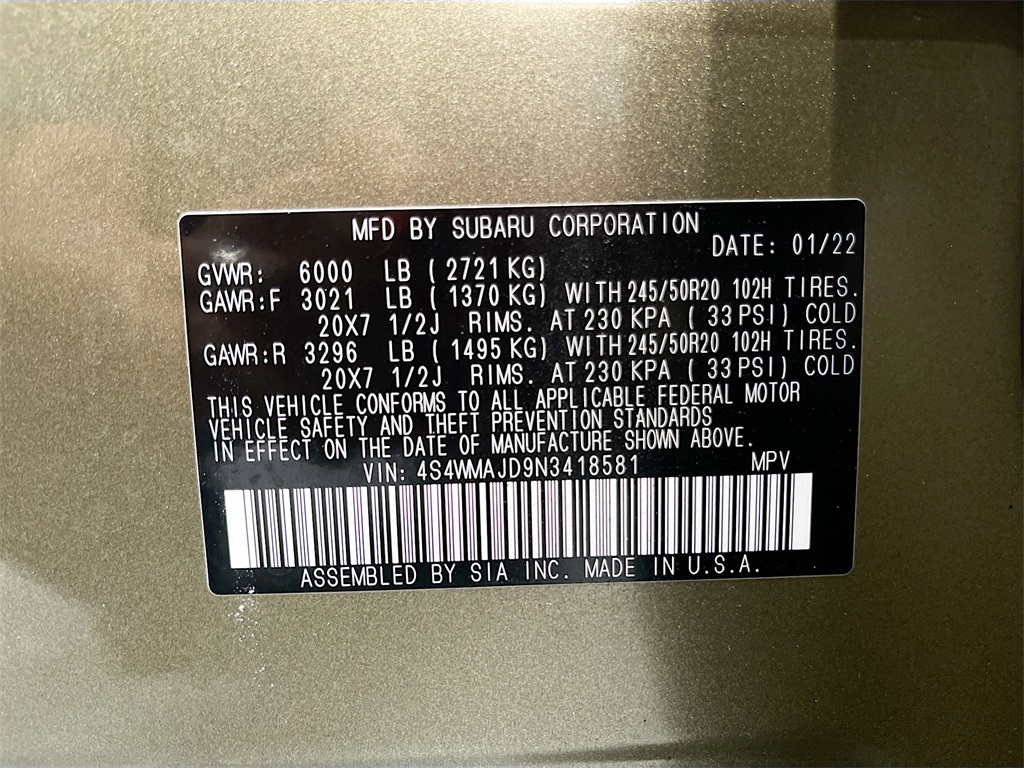 MFD BY SUBARU CORPORATION
DATE: 01/22
GVWR: 6000 LB ( 2721 KG)
GAWR:F 3021 LB ( 1370 KG) WITH 245/50R20 102H TIRES.
20X7 1/2J RIMS. AT 230 KPA ( 33 PSI) COLD
GAWR:R 3296 LB ( 1495 KG) WITH 245/50R20 102H TIRES.
20X7 1/2J RIMS. AT 230 KPA ( 33 PSI) COLD
THIS VEHICLE CONFORMS TO ALL APPLICABLE FEDERAL MOTOR
VEHICLE SAFETY AND THEFT PREVENTION STANDARDS
IN EFFECT ON THE DATE OF MANUFACTURE SHOWN ABOVE.
VIN: 4S4WMAJD9N3418581 MPV
ASSEMBLED BY SIA INC. MADE IN U.S.A.